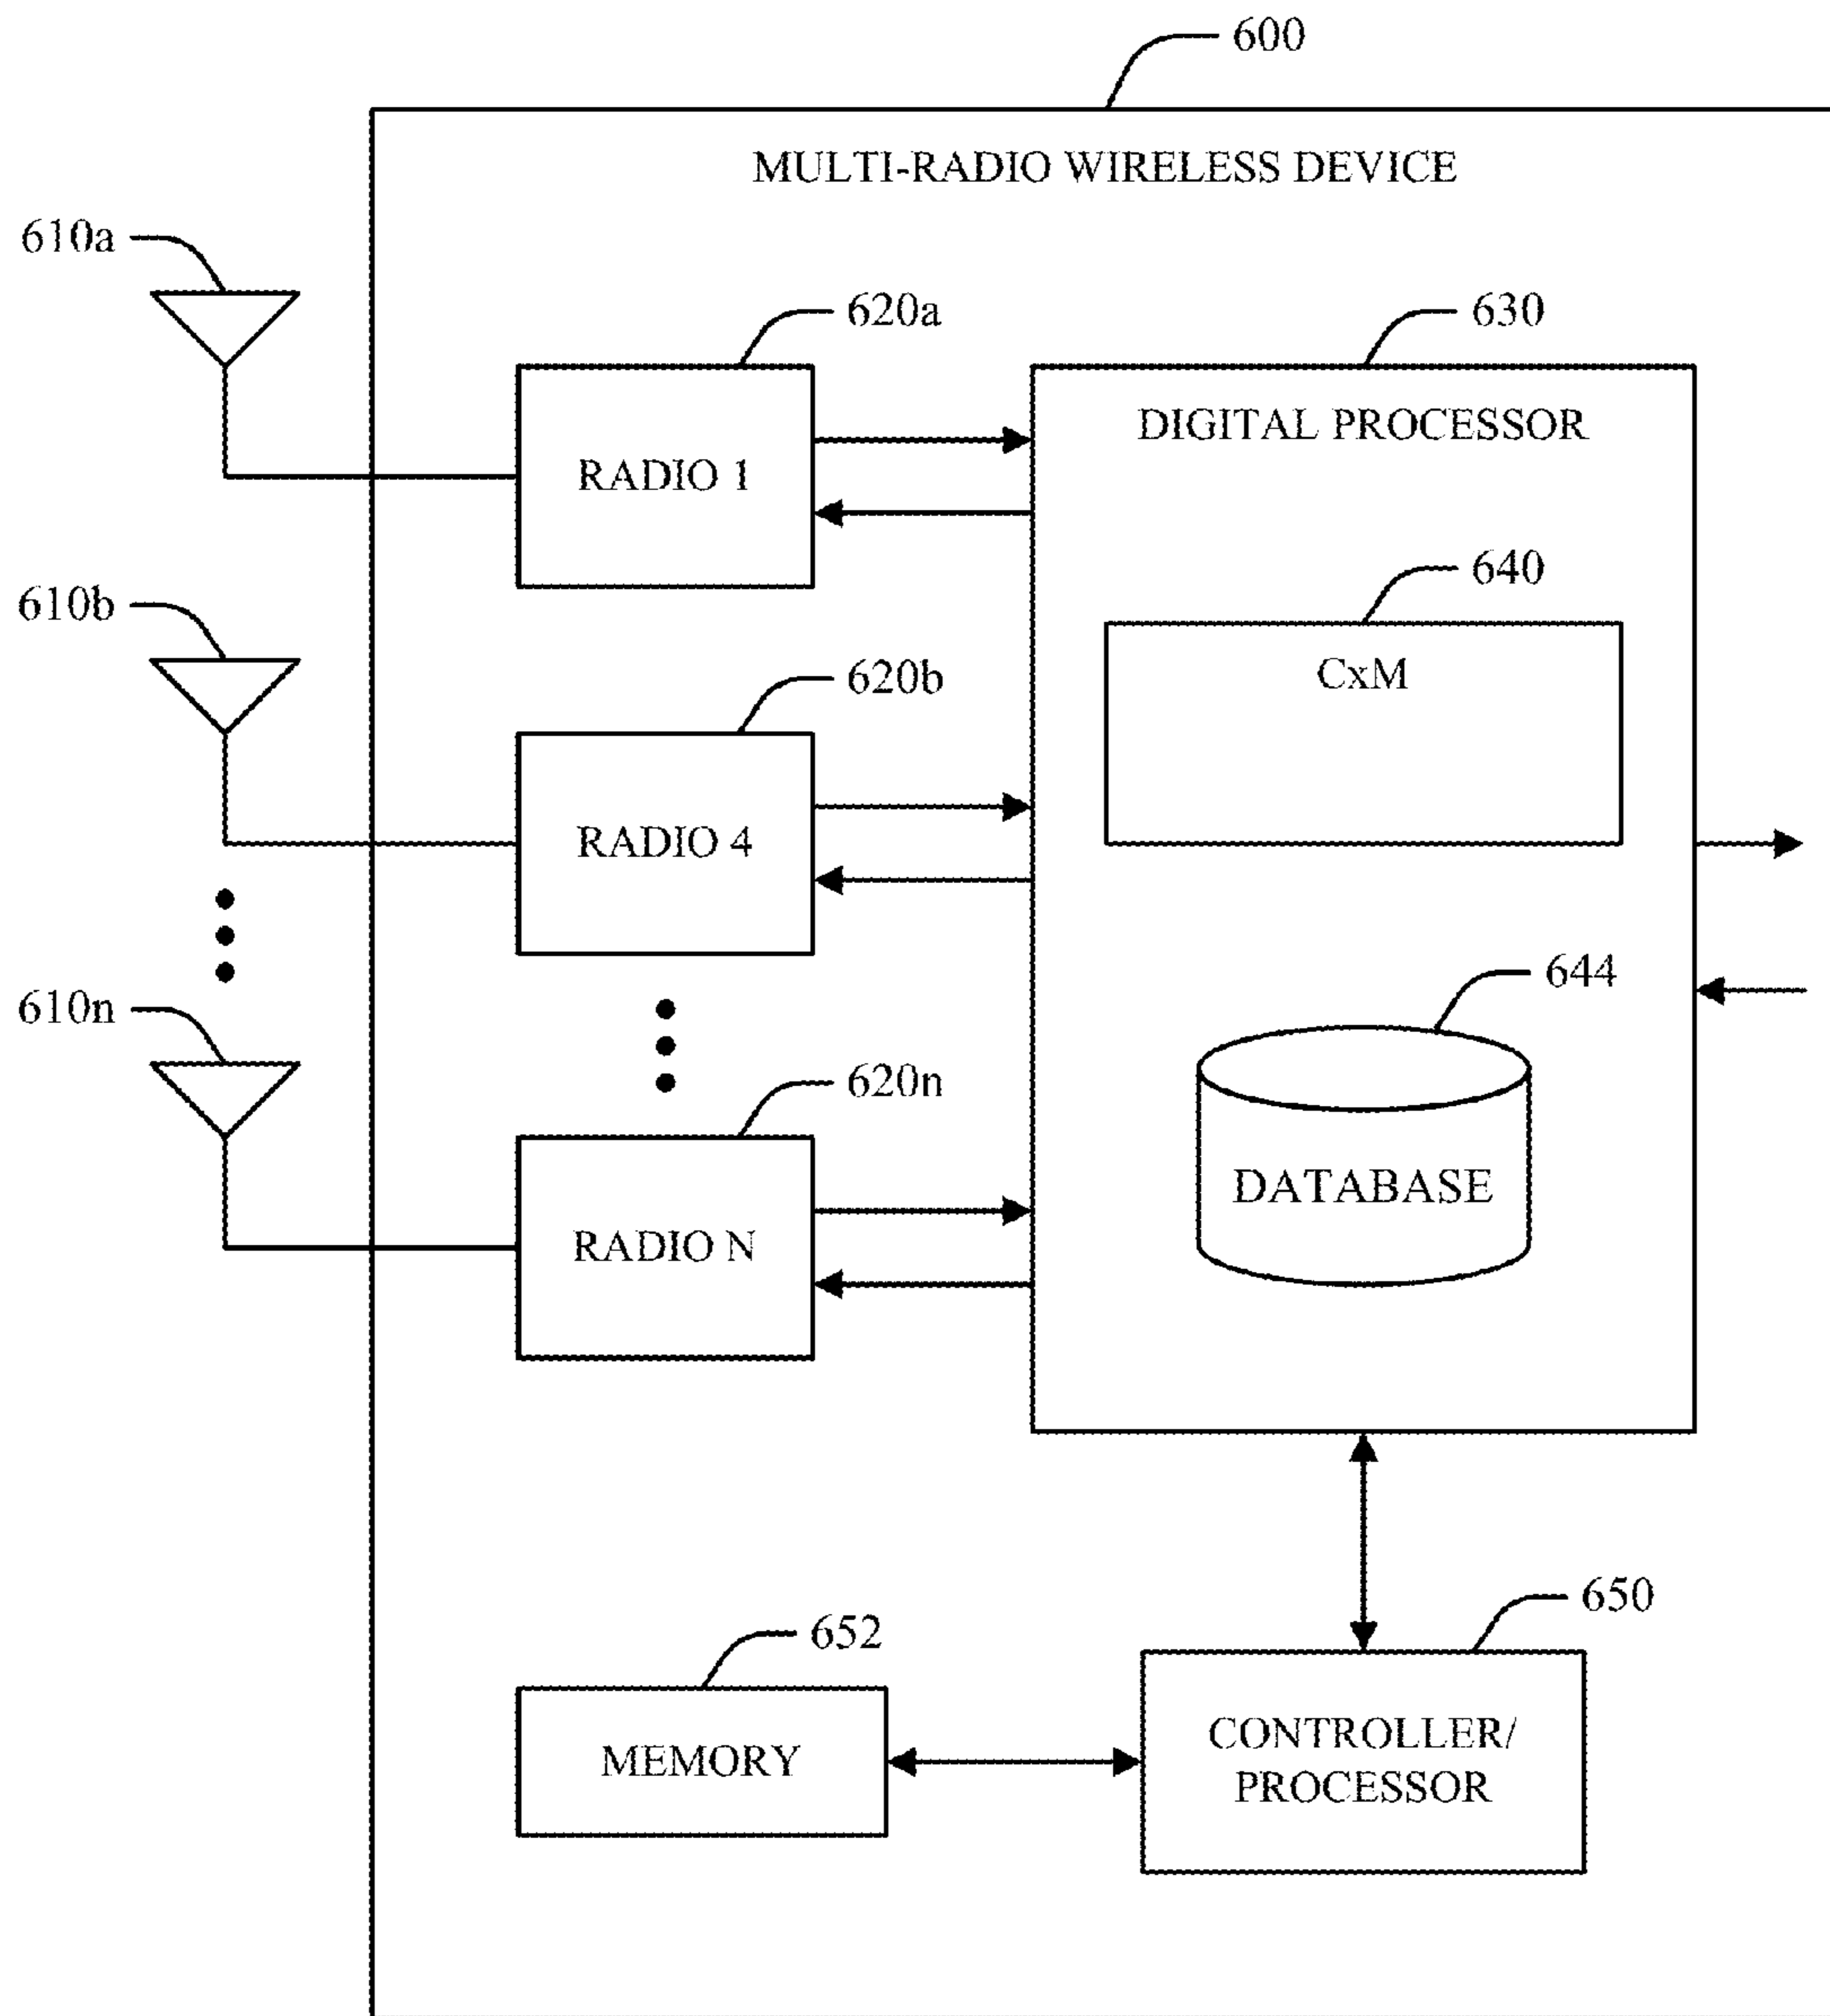 600
MULTI-RADIO WIRELESS DEVICE
610a
620a
630
RADIO 1
DIGITAL PROCESSOR
640
610b
620b
CxM
RADIO 4
644
610n
620n
DATABASE
RADIO N
650
652
MEMORY
CONTROLLER/
PROCESSOR